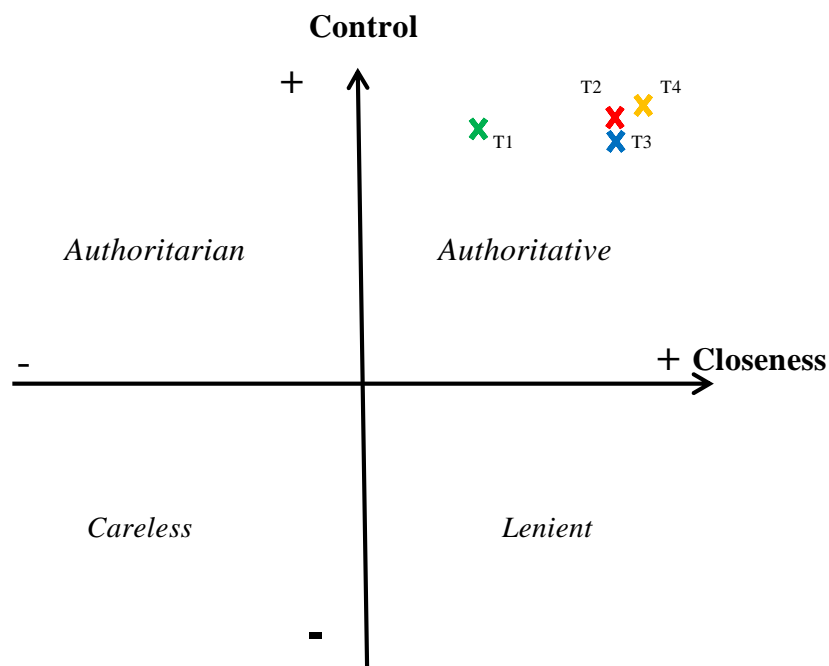 Control
+
T2 T4
T1 T3
Authoritarian Authoritative
- + Closeness
Careless Lenient
-